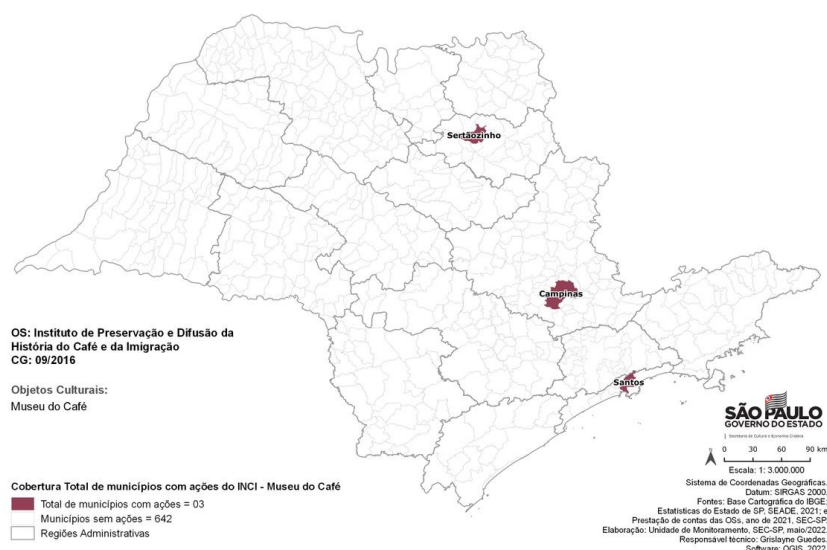 Sertãozinho
Campinas
Santos
OS: Instituto de Preservação e Difusão da
História do Café e da Imigração
CG: 09/2016
Objetos Culturais:
Museu do Café
Cobertura Total de municípios com ações do INCI - Museu do Café
Total de municípios com ações = 03
Municípios sem ações = 642
Regiões Administrativas
SÃO PAULO
GOVERNO DO ESTADO
Secretaria de Cultura e Economia Criativa
N
0 30 60 90 km
Escala: 1: 3.000.000
Sistema de Coordenadas Geográficas.
Datum: SIRGAS 2000.
Fontes: Base Cartográfica do IBGE;
Estatísticas do Estado de SP, SEADE, 2021; e
Prestação de contas das OSs, ano de 2021, SEC-SP.
Elaboração: Unidade de Monitoramento, SEC-SP, maio/2022.
Responsável técnico: Grislayne Guedes.
Software: QGIS, 2022.